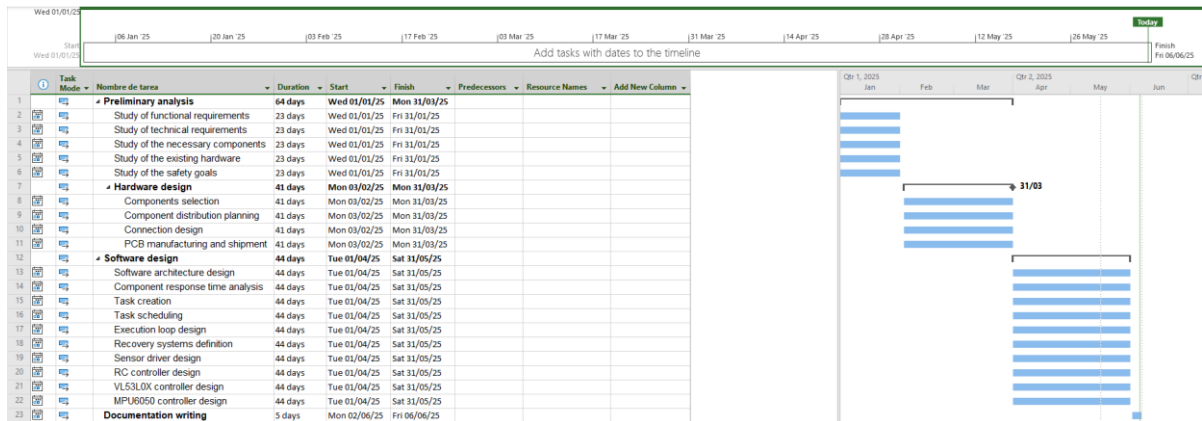 Wed 01/01/25
Today
06 Jan '25 20 Jan '25 03 Feb '25 17 Feb '25 03 Mar '25 17 Mar '25 31 Mar '25 14 Apr '25 28 Apr '25 12 May '25 26 May '25
Start
Wed 01/01/25
Add tasks with dates to the timeline
Finish
Fri 06/06/25
Task Mode Nombre de tarea Duration Start Finish Predecessors Resource Names Add New Column
Qtr 1, 2025 Qtr 2, 2025 Qtr
Jan Feb Mar Apr May Jun
1 Preliminary analysis 64 days Wed 01/01/25 Mon 31/03/25
2 Study of functional requirements 23 days Wed 01/01/25 Fri 31/01/25
3 Study of technical requirements 23 days Wed 01/01/25 Fri 31/01/25
4 Study of the necessary components 23 days Wed 01/01/25 Fri 31/01/25
5 Study of the existing hardware 23 days Wed 01/01/25 Fri 31/01/25
6 Study of the safety goals 23 days Wed 01/01/25 Fri 31/01/25
7 Hardware design 41 days Mon 03/02/25 Mon 31/03/25 31/03
8 Components selection 41 days Mon 03/02/25 Mon 31/03/25
9 Component distribution planning 41 days Mon 03/02/25 Mon 31/03/25
10 Connection design 41 days Mon 03/02/25 Mon 31/03/25
11 PCB manufacturing and shipment 41 days Mon 03/02/25 Mon 31/03/25
12 Software design 44 days Tue 01/04/25 Sat 31/05/25
13 Software architecture design 44 days Tue 01/04/25 Sat 31/05/25
14 Component response time analysis 44 days Tue 01/04/25 Sat 31/05/25
15 Task creation 44 days Tue 01/04/25 Sat 31/05/25
16 Task scheduling 44 days Tue 01/04/25 Sat 31/05/25
17 Execution loop design 44 days Tue 01/04/25 Sat 31/05/25
18 Recovery systems definition 44 days Tue 01/04/25 Sat 31/05/25
19 Sensor driver design 44 days Tue 01/04/25 Sat 31/05/25
20 RC controller design 44 days Tue 01/04/25 Sat 31/05/25
21 VL53L0X controller design 44 days Tue 01/04/25 Sat 31/05/25
22 MPU6050 controller design 44 days Tue 01/04/25 Sat 31/05/25
23 Documentation writing 5 days Mon 02/06/25 Fri 06/06/25